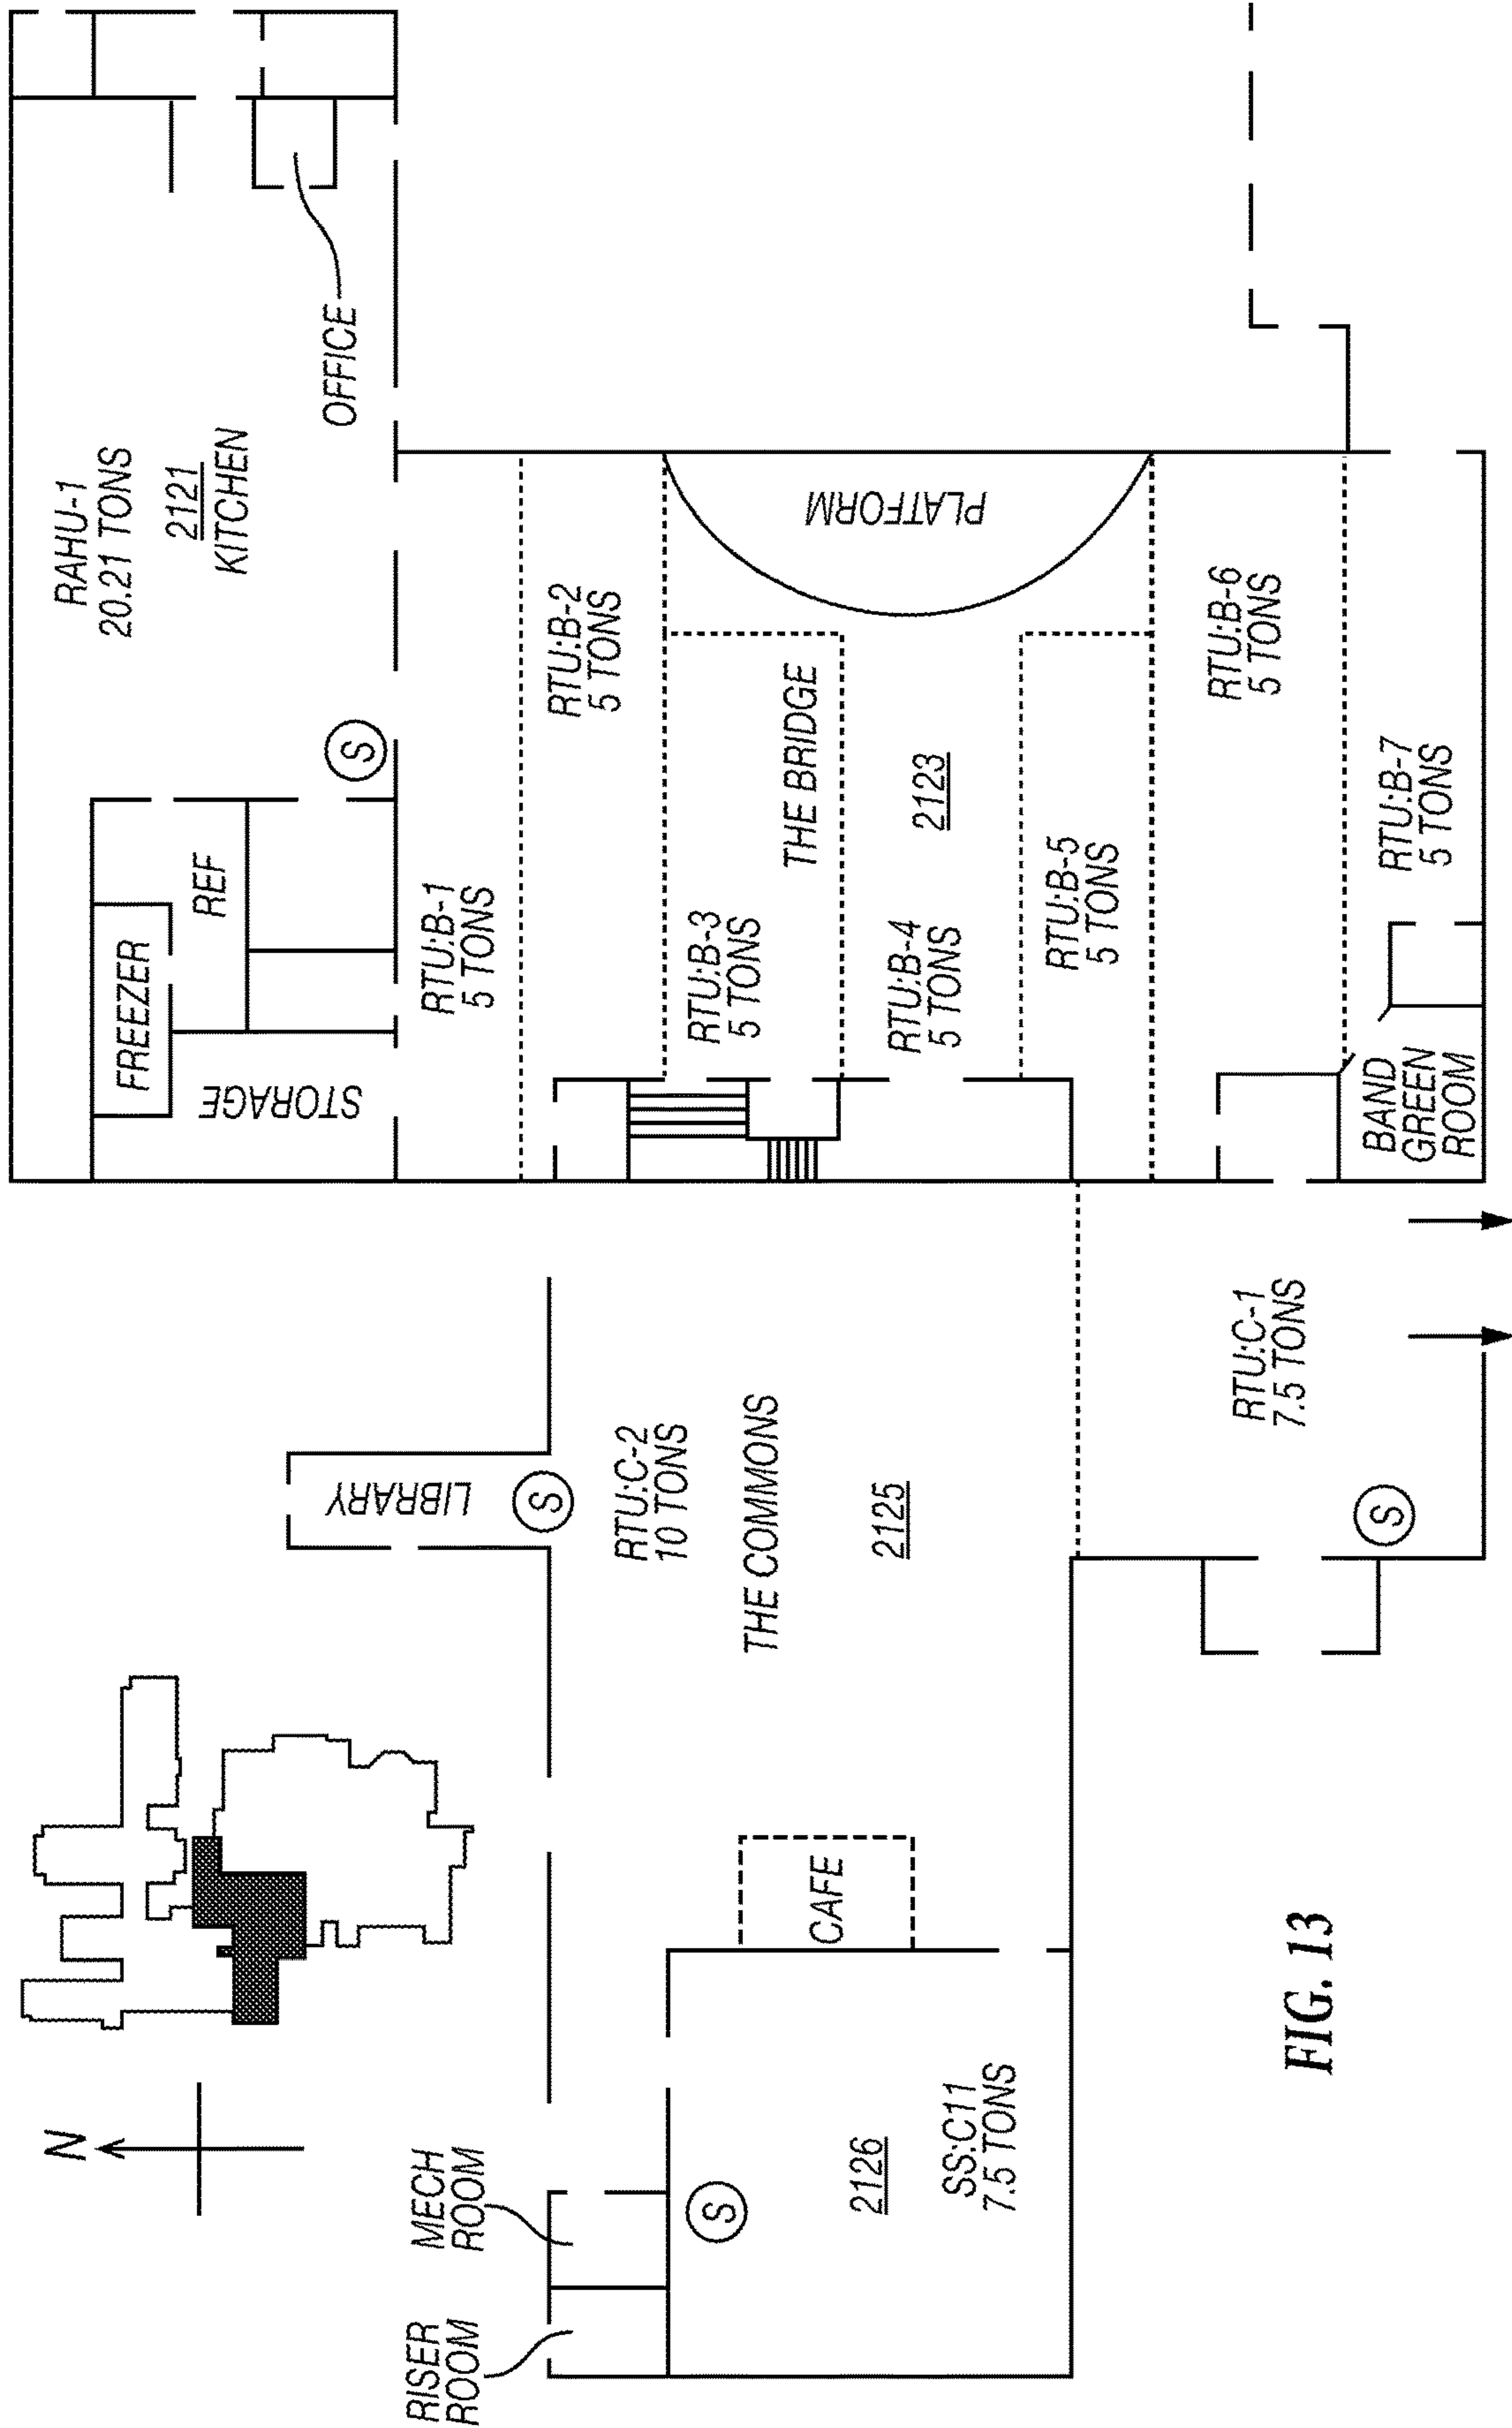 N
RISER
ROOM
MECH
ROOM
S
2126
SS:C11
7.5 TONS
CAFE
LIBRARY
S
RTU:C-2
10 TONS
THE COMMONS
2125
RTU:C-1
7.5 TONS
S
RAHU-1
20.21 TONS
2121
KITCHEN
OFFICE
S
FREEZER
REF
STORAGE
RTU:B-1
5 TONS
RTU:B-2
5 TONS
RTU:B-3
5 TONS
THE BRIDGE
2123
RTU:B-4
5 TONS
RTU:B-5
5 TONS
PLATFORM
RTU:B-6
5 TONS
RTU:B-7
5 TONS
BAND
GREEN
ROOM
FIG. 13